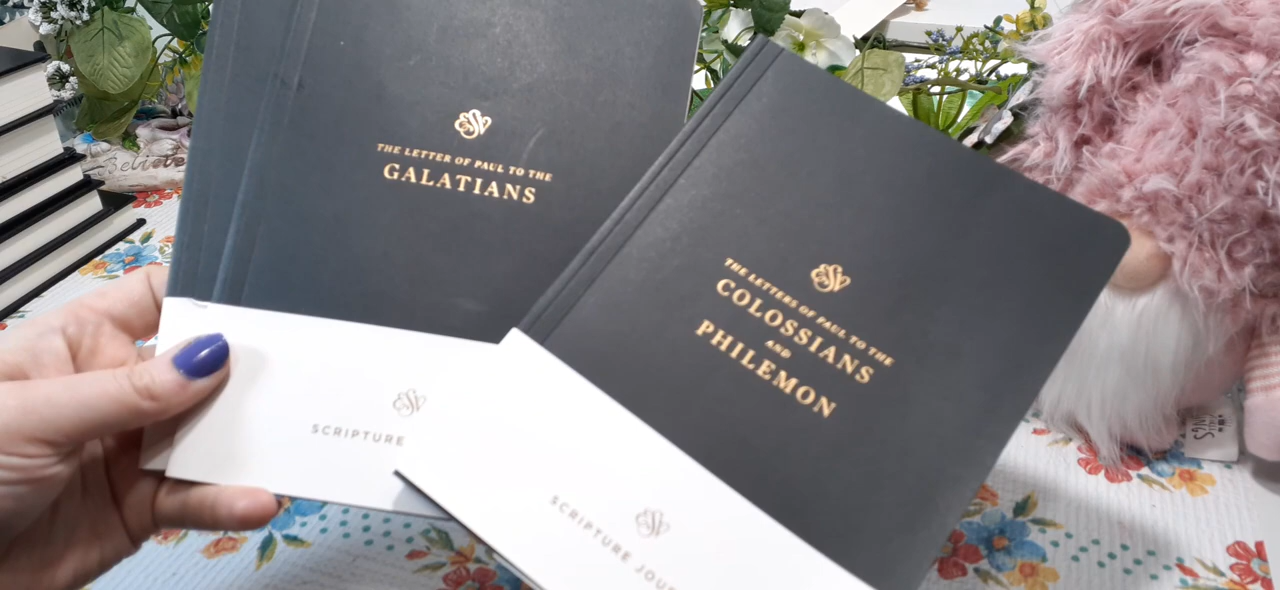 Believe
ESV
THE LETTER OF PAUL TO THE
GALATIANS
ESV
SCRIPTURE
ESV
THE LETTERS OF PAUL TO THE
COLOSSIANS
AND
PHILEMON
ESV
SCRIPTURE JOU